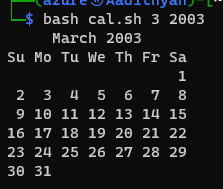 (azure㉿Aadithyan)-[~
$ bash cal.sh 3 2003
March 2003
Su Mo Tu We Th Fr Sa
1
2 3 4 5 6 7 8
9 10 11 12 13 14 15
16 17 18 19 20 21 22
23 24 25 26 27 28 29
30 31